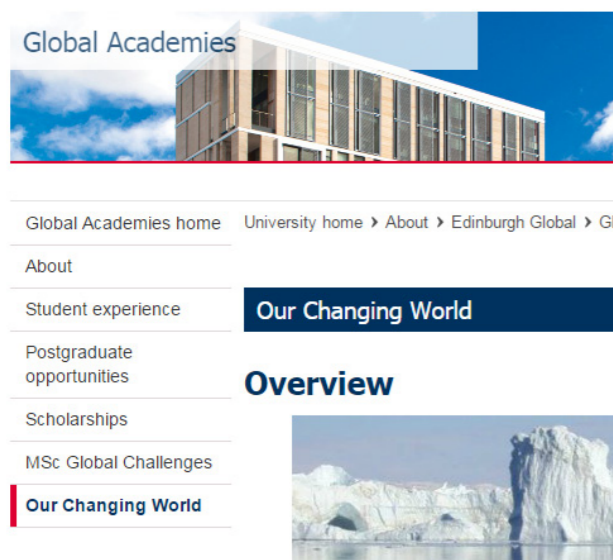 Global Academies
Global Academies home
About
Student experience
Postgraduate
opportunities
Scholarships
MSc Global Challenges
Our Changing World
University home › About › Edinburgh Global ›
Our Changing World
Overview